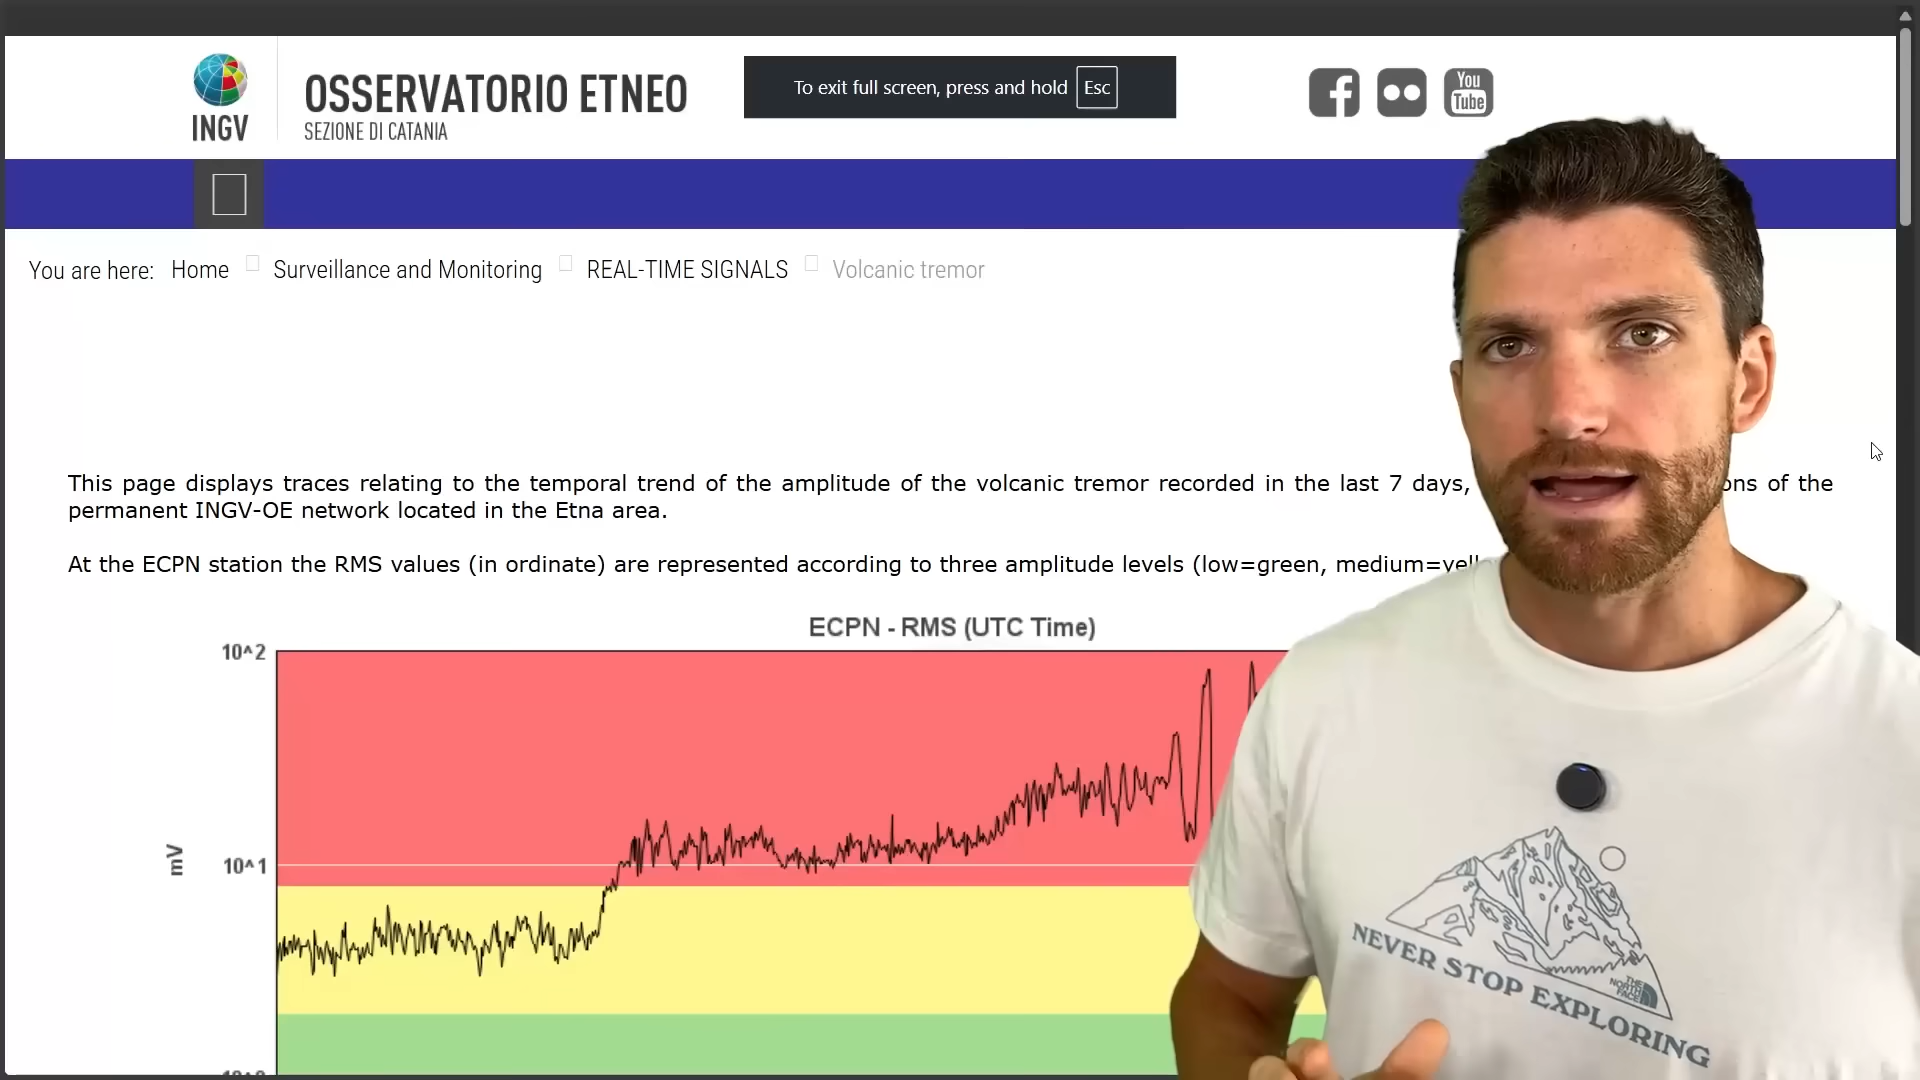 INGV
OSSERVATORIO ETNEO
SEZIONE DI CATANIA
To exit full screen, press and hold Esc
You Tube
You are here: Home Surveillance and Monitoring REAL-TIME SIGNALS Volcanic tremor
This page displays traces relating to the temporal trend of the amplitude of the volcanic tremor recorded in the last 7 days, of the
permanent INGV-OE network located in the Etna area.
At the ECPN station the RMS values (in ordinate) are represented according to three amplitude levels (low=green,
ECPN - RMS (UTC Time)
10^2
mV
10^1
NEVER STOP EXPLORING
THE
NORTH
FACE